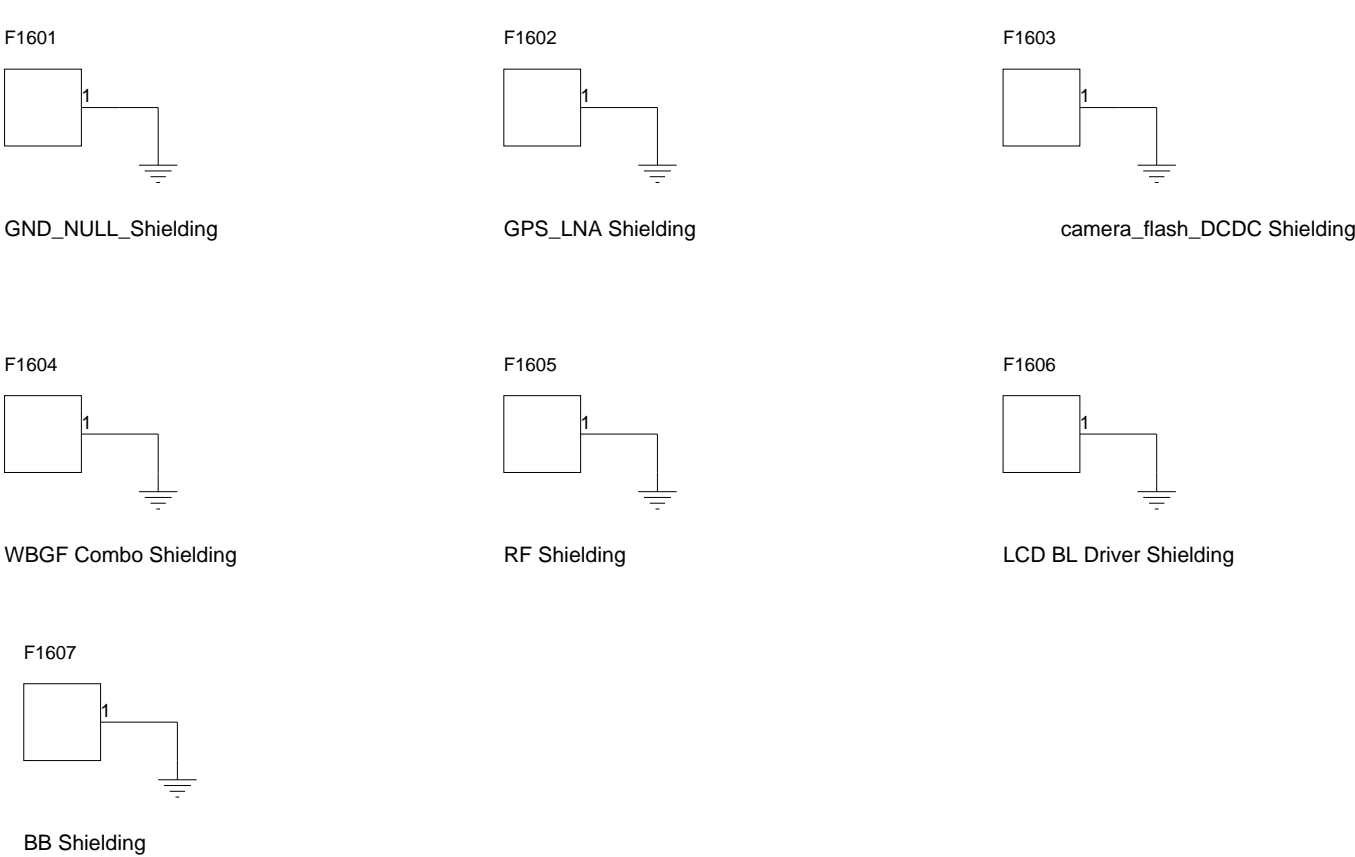 F1601
F1602
F1603
1
1
1
GND_NULL_Shielding
GPS_LNA Shielding
camera_flash_DCDC Shielding
F1604
F1605
F1606
1
1
1
WBGF Combo Shielding
RF Shielding
LCD BL Driver Shielding
F1607
1
BB Shielding